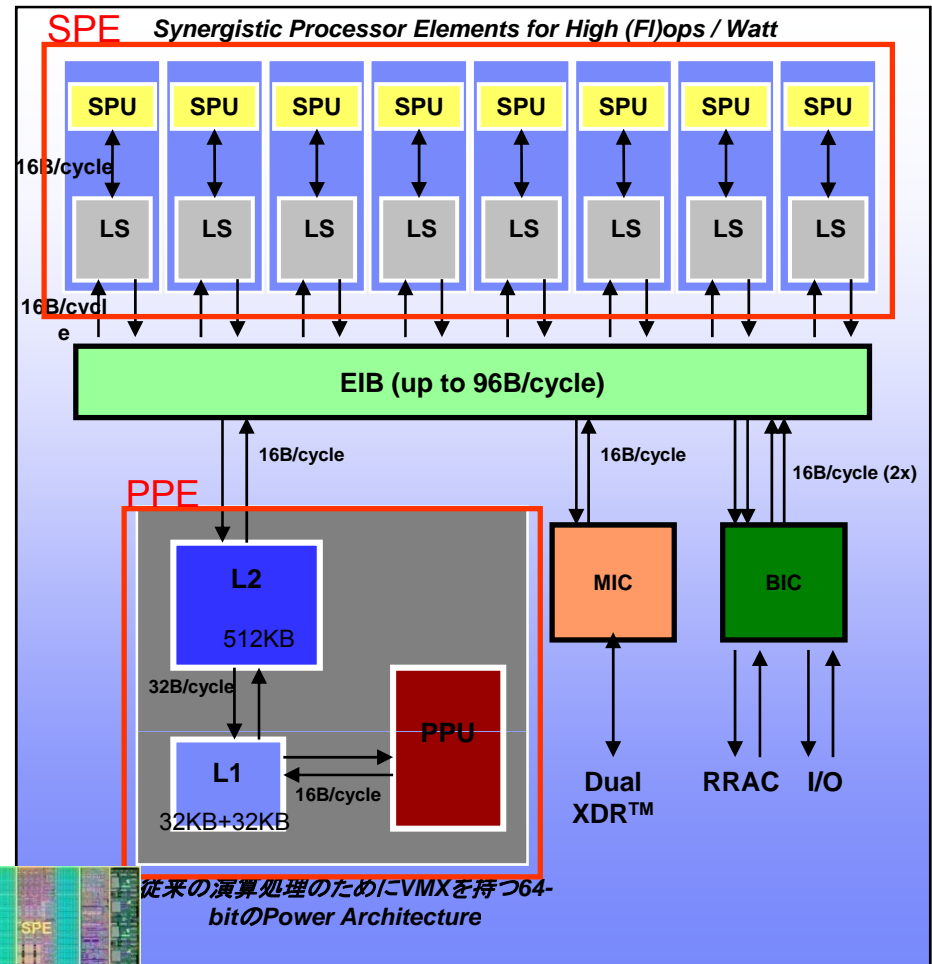 SPE
Synergistic Processor Elements for High (Fl)ops / Watt
SPU SPU SPU SPU SPU SPU SPU SPU
16B/cycle
LS LS LS LS LS LS LS LS
16B/cycl
e
EIB (up to 96B/cycle)
16B/cycle
16B/cycle
16B/cycle (2x)
PPE
L2
512KB
MIC
BIC
32B/cycle
PPU
L1
16B/cycle
32KB+32KB
Dual
XDR™
RRAC I/O
従来の演算処理のためにVMXを持つ64-
bitのPower Architecture
SPE